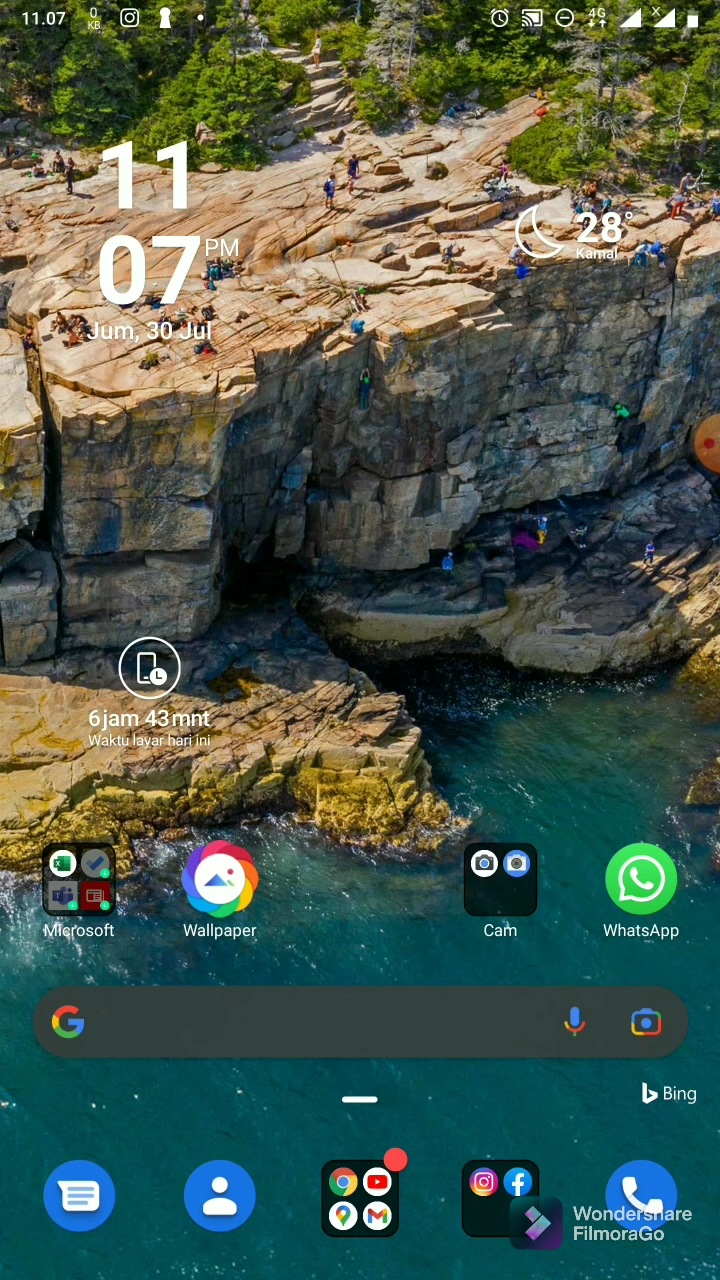 11.07
0
KB
4G
X
11
07 PM
Jum, 30 Jul
28°
Kamal
6jam 43mnt
Waktu layar hari ini
Microsoft
Wallpaper
Cam
WhatsApp
Bing
Wondershare
FilmoraGo